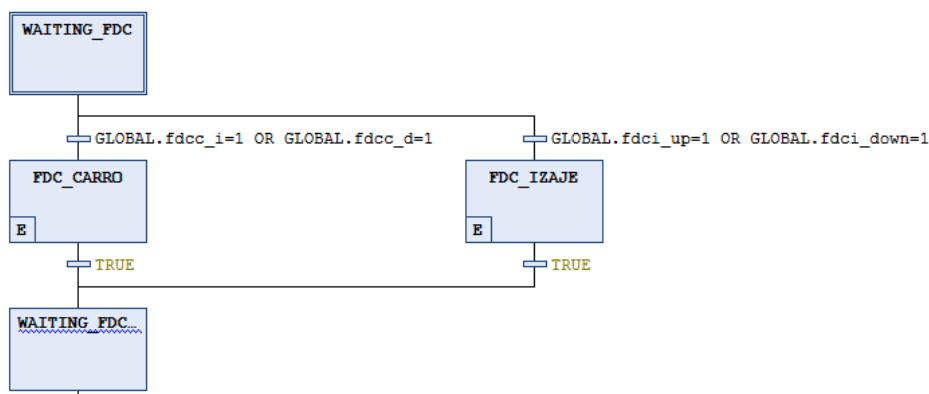 WAITING_FDC
GLOBAL.fdcc_i=1 OR GLOBAL.fdcc_d=1
GLOBAL.fdci_up=1 OR GLOBAL.fdci_down=1
FDC_CARRO
FDC_IZAJE
E
E
TRUE
TRUE
WAITING_FDC…